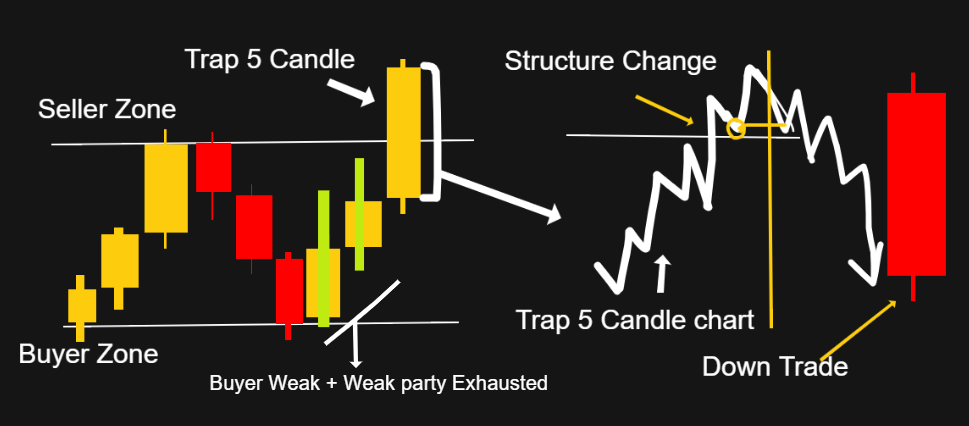 Trap 5 Candle
Structure Change
Seller Zone
Trap 5 Candle chart
Buyer Zone
Down Trade
Buyer Weak + Weak party Exhausted